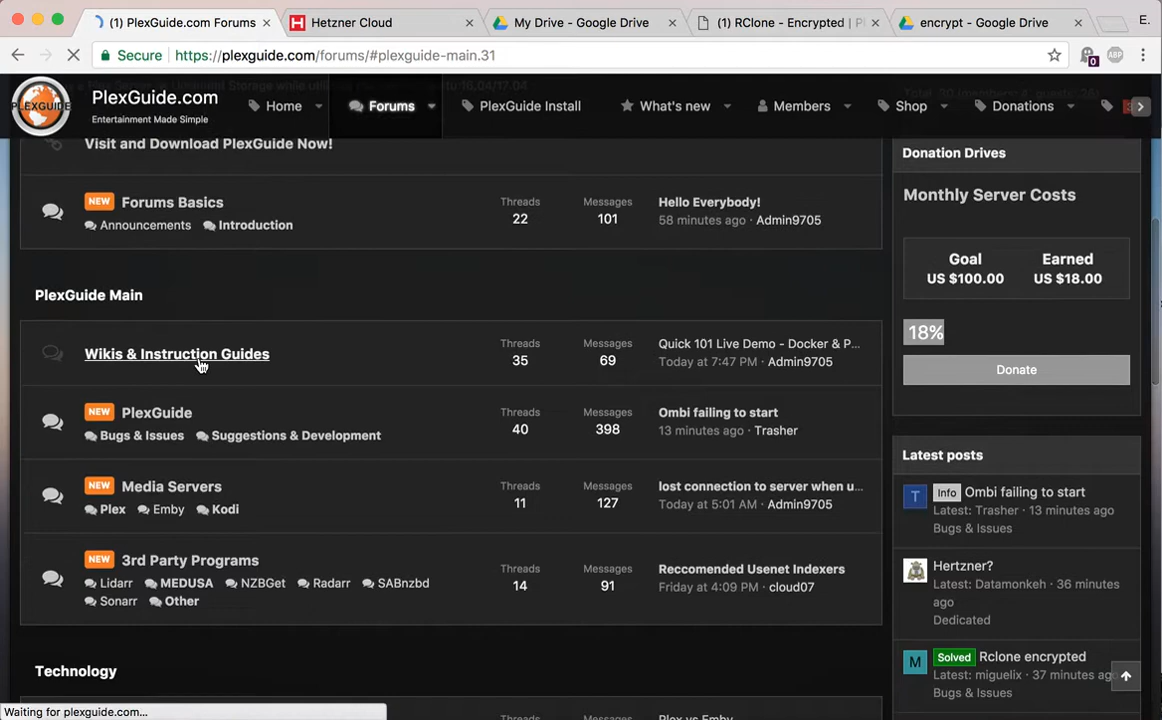 (1) PlexGuide.com Forums
Hetzner Cloud
My Drive - Google Drive
(1) RClone - Encrypted | P
encrypt - Google Drive
E.
Secure https://plexguide.com/forums/#plexguide-main.31
0
ABP
PLEXGUIDE
PlexGuide.com
Entertainment Made Simple
Home
Forums
PlexGuide Install
What's new
Members
Shop
Donations
Visit and Download PlexGuide Now!
NEW Forums Basics
Announcements Introduction
Threads
22
Messages
101
Hello Everybody!
58 minutes ago · Admin9705
PlexGuide Main
Wikis & Instruction Guides
Threads
35
Messages
69
Quick 101 Live Demo - Docker & P...
Today at 7:47 PM · Admin9705
NEW PlexGuide
Bugs & Issues Suggestions & Development
Threads
40
Messages
398
Ombi failing to start
13 minutes ago · Trasher
NEW Media Servers
Plex Emby Kodi
Threads
11
Messages
127
lost connection to server when u...
Today at 5:01 AM · Admin9705
NEW 3rd Party Programs
Lidarr MEDUSA NZBGet Radarr SABnzbd
Sonarr Other
Threads
14
Messages
91
Reccomended Usenet Indexers
Friday at 4:09 PM · cloud07
Technology
Donation Drives
Monthly Server Costs
Goal
US $100.00
Earned
US $18.00
18%
Donate
Latest posts
T
Info Ombi failing to start
Latest: Trasher · 13 minutes ago
Bugs & Issues
Hertzner?
Latest: Datamonkeh · 36 minutes
ago
Dedicated
M
Solved Rclone encrypted
Latest: miguelix · 37 minutes ago
Bugs & Issues
Waiting for plexguide.com...